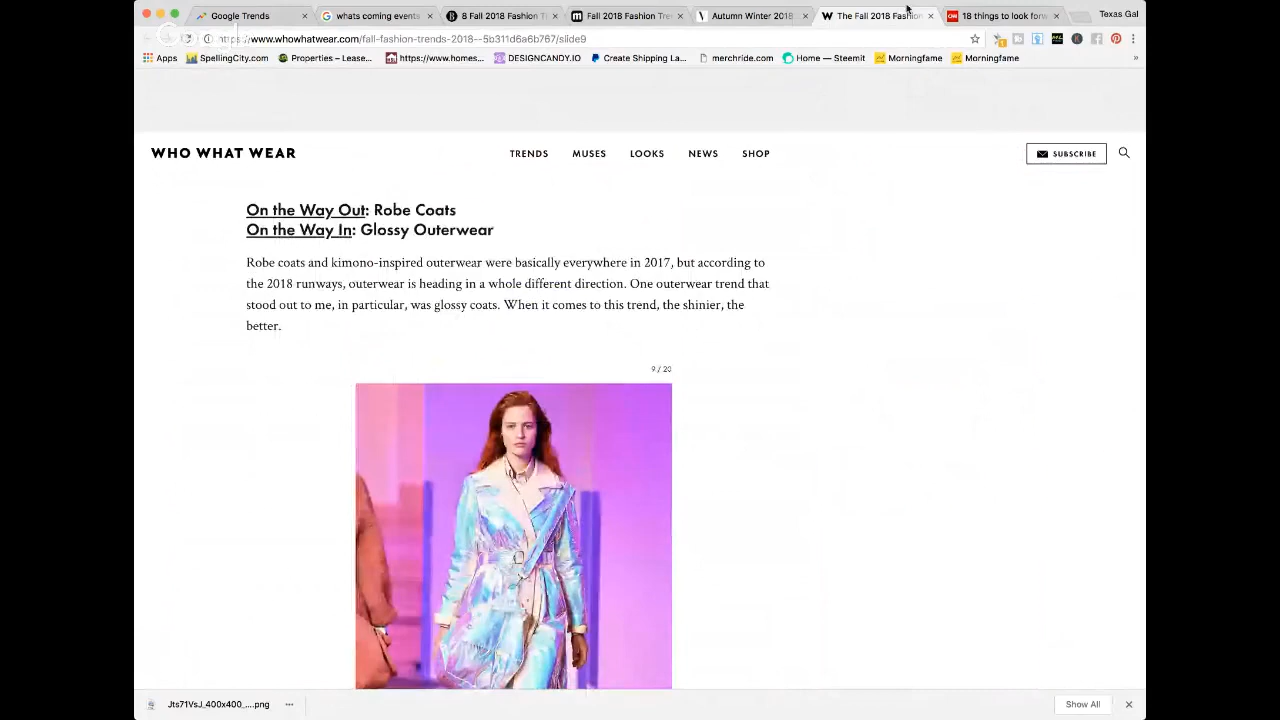 Google Trends
whats coming events
8 Fall 2018 Fashion T
Fall 2018 Fashion Tre
Autumn Winter 2018
The Fall 2018 Fashion
18 things to look forw
Texas Gal
https://www.whowhatwear.com/fall-fashion-trends-2018--5b311d6a6b767/slide9
Apps
SpellingCity.com
Properties – Lease...
https://www.homes...
DESIGNCANDY.IO
Create Shipping La...
merchride.com
Home — Steemit
Morningfame
Morningfame
»
WHO WHAT WEAR
TRENDS
MUSES
LOOKS
NEWS
SHOP
SUBSCRIBE
On the Way Out: Robe Coats
On the Way In: Glossy Outerwear
Robe coats and kimono-inspired outerwear were basically everywhere in 2017, but according to
the 2018 runways, outerwear is heading in a whole different direction. One outerwear trend that
stood out to me, in particular, was glossy coats. When it comes to this trend, the shinier, the
better.
9 / 20
Jts71VsJ_400x400_....png
Show All